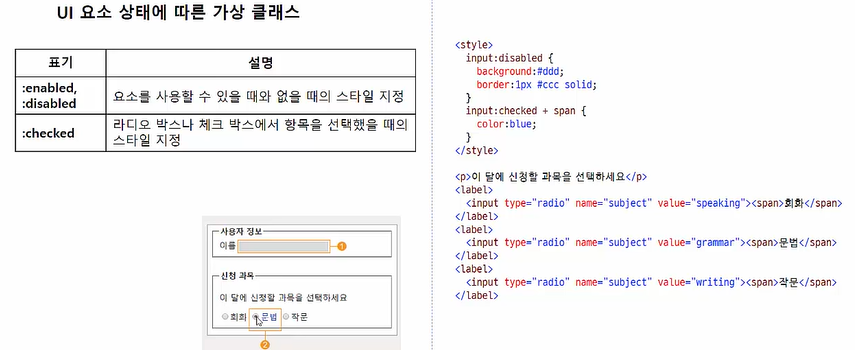 UI 요소 상태에 따른 가상 클래스
표기 설명
:enabled, :disabled 요소를 사용할 수 있을 때와 없을 때의 스타일 지정
:checked 라디오 박스나 체크 박스에서 항목을 선택했을 때의
스타일 지정
사용자 정보
이름 1
신청 과목
이 달에 신청할 과목을 선택하세요
회화 문법 작문
2
<style>
input:disabled {
background:#ddd;
border:1px #ccc solid;
}
input:checked + span {
color:blue;
}
</style>
<p>이 달에 신청할 과목을 선택하세요</p>
<label>
<input type="radio" name="subject" value="speaking"><span>회화</span>
</label>
<label>
<input type="radio" name="subject" value="grammar"><span>문법</span>
</label>
<label>
<input type="radio" name="subject" value="writing"><span>작문</span>
</label>